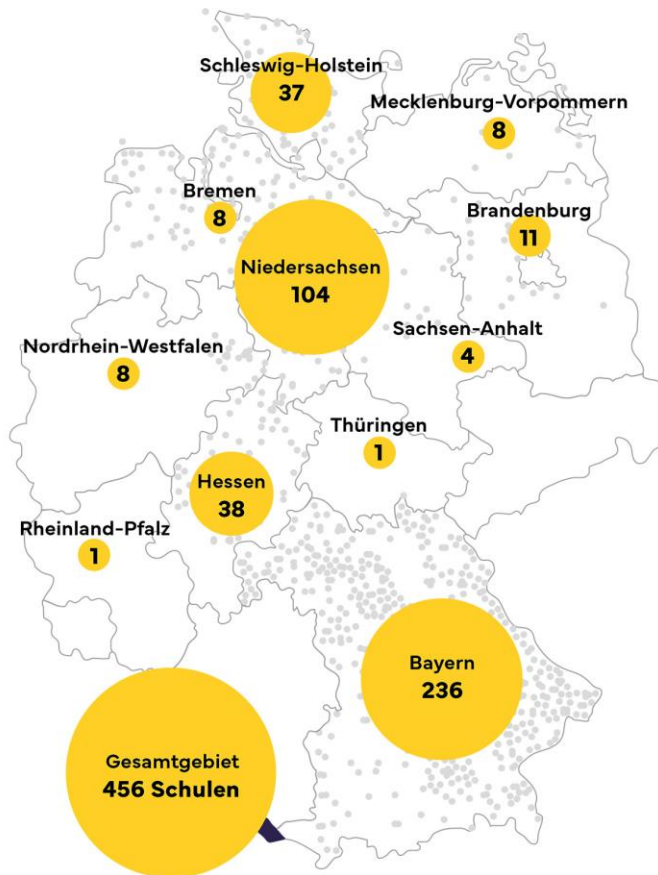 Schleswig-Holstein
37
Mecklenburg-Vorpommern
8
Bremen
8
Brandenburg
11
Niedersachsen
104
Sachsen-Anhalt
4
Nordrhein-Westfalen
8
Thüringen
1
Hessen
38
Rheinland-Pfalz
1
Bayern
236
Gesamtgebiet
456 Schulen